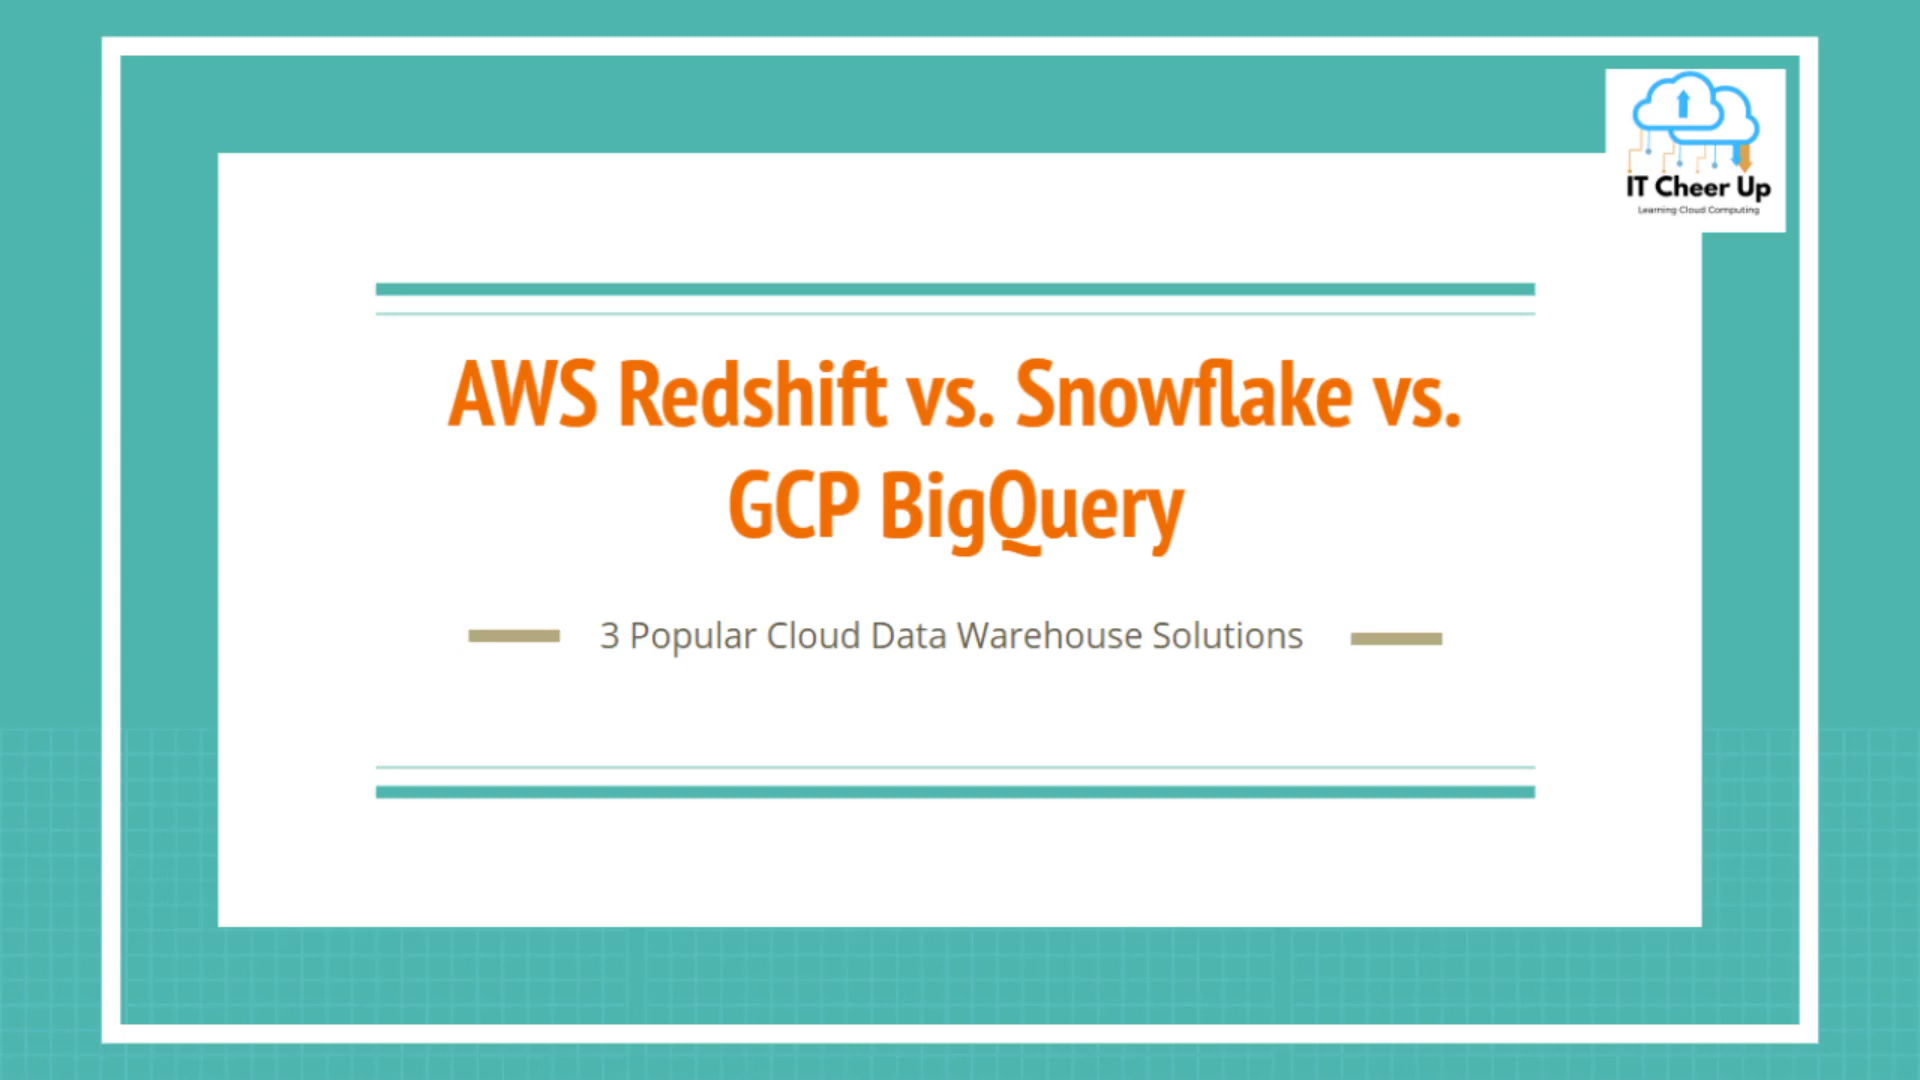 IT Cheer Up
Learning Cloud Computing
AWS Redshift vs. Snowflake vs.
GCP BigQuery
3 Popular Cloud Data Warehouse Solutions